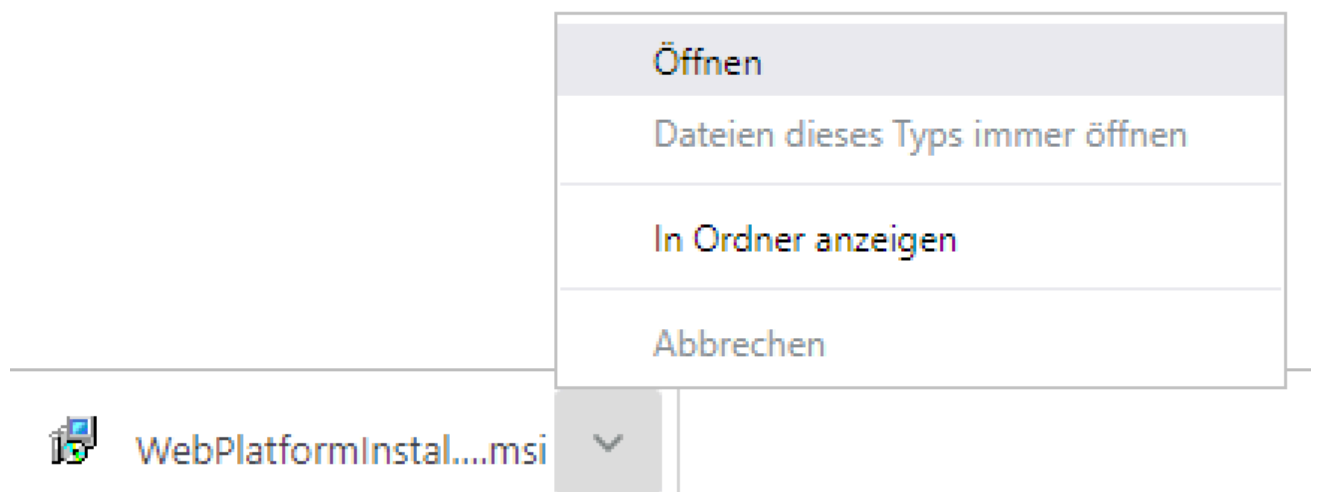 Öffnen
Dateien dieses Typs immer öffnen
In Ordner anzeigen
Abbrechen
WebPlatformInstal....msi